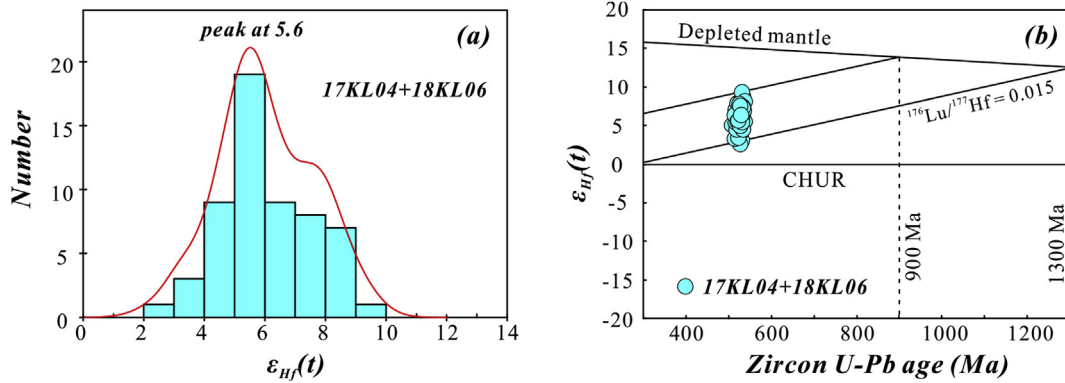 peak at 5.6
(a)
17KL04+18KL06
Number
20
15
10
5
0
0 2 4 6 8 10 12 14
εHf(t)
(b)
Depleted mantle
176Lu/177Hf=0.015
CHUR
900 Ma
1300 Ma
17KL04+18KL06
εHf(t)
20
15
10
5
0
-5
-10
-15
-20
400 600 800 1000 1200
Zircon U-Pb age (Ma)